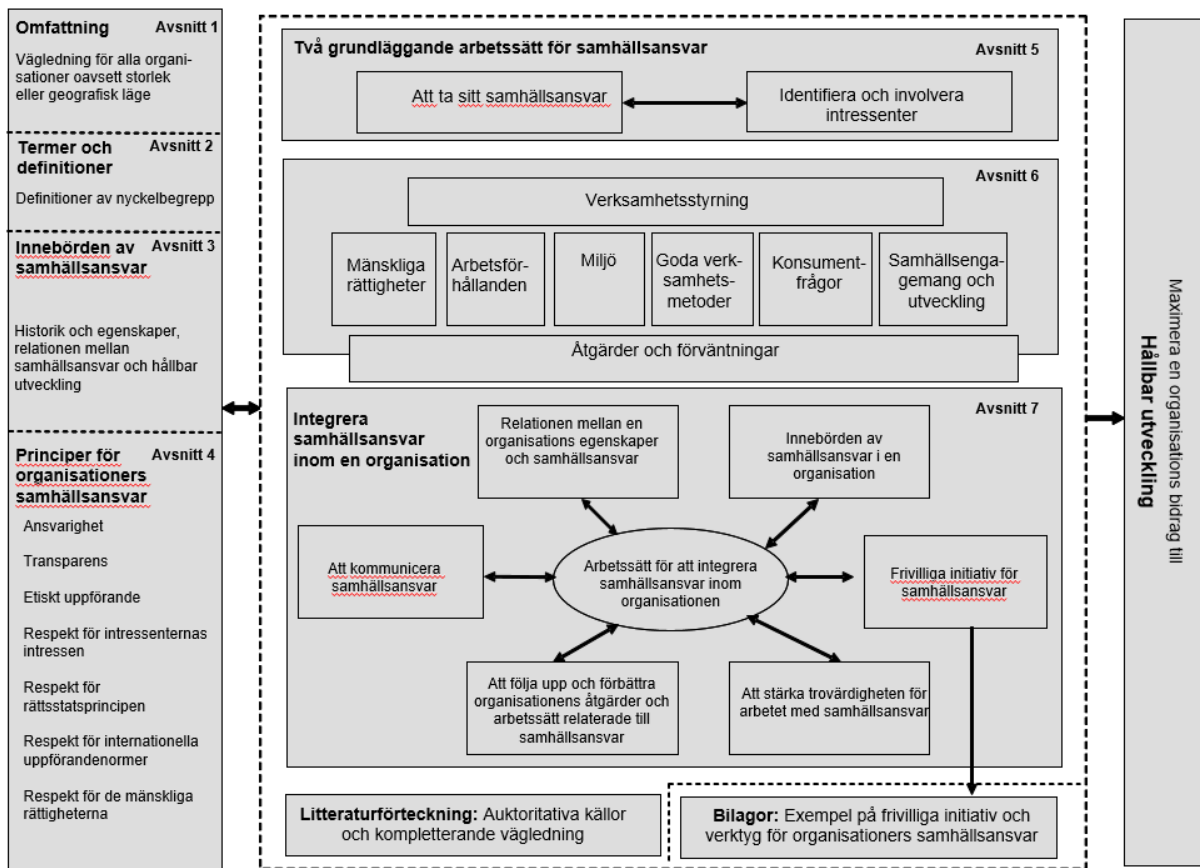 Omfattning Avsnitt 1
Vägledning för alla organi-
sationer oavsett storlek
eller geografisk läge
Termer och Avsnitt 2
definitioner
Definitioner av nyckelbegrepp
Innebörden av Avsnitt 3
samhällsansvar
Historik och egenskaper,
relationen mellan
samhällsansvar och hållbar
utveckling
Principer för Avsnitt 4
organisationers
samhällsansvar
Ansvarighet
Transparens
Etiskt uppförande
Respekt för intressenternas
intressen
Respekt för
rättsstatsprincipen
Respekt för internationella
uppförandenormer
Respekt för de mänskliga
rättigheterna
Två grundläggande arbetssätt för samhällsansvar Avsnitt 5
Att ta sitt samhällsansvar
Identifiera och involvera
intressenter
Avsnitt 6
Verksamhetsstyrning
Mänskliga
rättigheter
Arbetsför-
hållanden
Miljö
Goda verk-
samhets-
metoder
Konsument-
frågor
Samhällsenga-
gemang och
utveckling
Åtgärder och förväntningar
Avsnitt 7
Integrera
samhällsansvar
inom en organisation
Relationen mellan en
organisations egenskaper
och samhällsansvar
Innebörden av
samhällsansvar i en
organisation
Att kommunicera
samhällsansvar
Arbetssätt för att integrera
samhällsansvar inom
organisationen
Frivilliga initiativ för
samhällsansvar
Att följa upp och förbättra
organisationens åtgärder och
arbetssätt relaterade till
samhällsansvar
Att stärka trovärdigheten för
arbetet med samhällsansvar
Litteraturförteckning: Auktoritativa källor
och kompletterande vägledning
Bilagor: Exempel på frivilliga initiativ och
verktyg för organisationers samhällsansvar
Maximera en organisations bidrag till
Hållbar utveckling